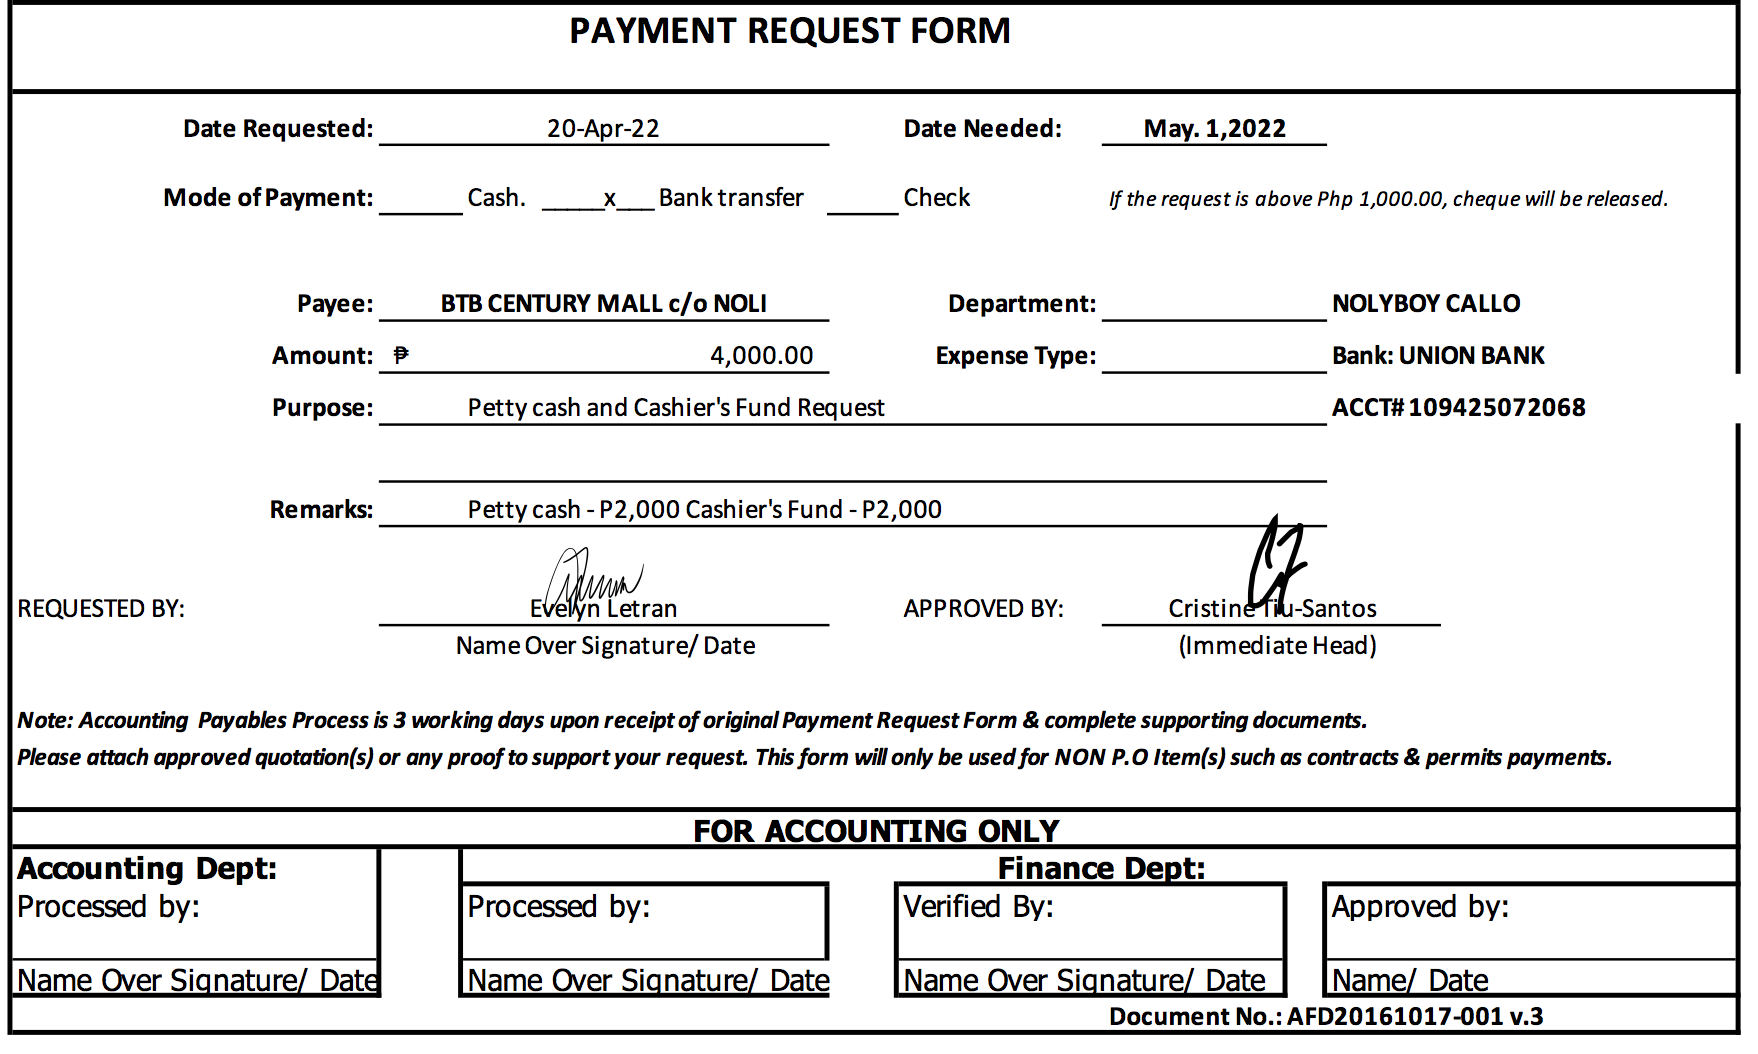 PAYMENT REQUEST FORM
Date Requested: 20-Apr-22 Date Needed: May. 1,2022
Mode of Payment: ______ Cash. _____x___ Bank transfer _____ Check If the request is above Php 1,000.00, cheque will be released.
Payee: BTB CENTURY MALL c/o NOLI Department: NOLYBOY CALLO
Amount: ₱ 4,000.00 Expense Type: Bank: UNION BANK
Purpose: Petty cash and Cashier's Fund Request ACCT# 109425072068
Remarks: Petty cash - P2,000 Cashier's Fund - P2,000
REQUESTED BY: Evelyn Letran APPROVED BY: Cristine Tiu-Santos
Name Over Signature/ Date (Immediate Head)
Note: Accounting Payables Process is 3 working days upon receipt of original Payment Request Form & complete supporting documents.
Please attach approved quotation(s) or any proof to support your request. This form will only be used for NON P.O Item(s) such as contracts & permits payments.
FOR ACCOUNTING ONLY
Accounting Dept: Finance Dept:
Processed by: Processed by: Verified By: Approved by:
Name Over Signature/ Date Name Over Signature/ Date Name Over Signature/ Date Name/ Date
Document No.: AFD20161017-001 v.3